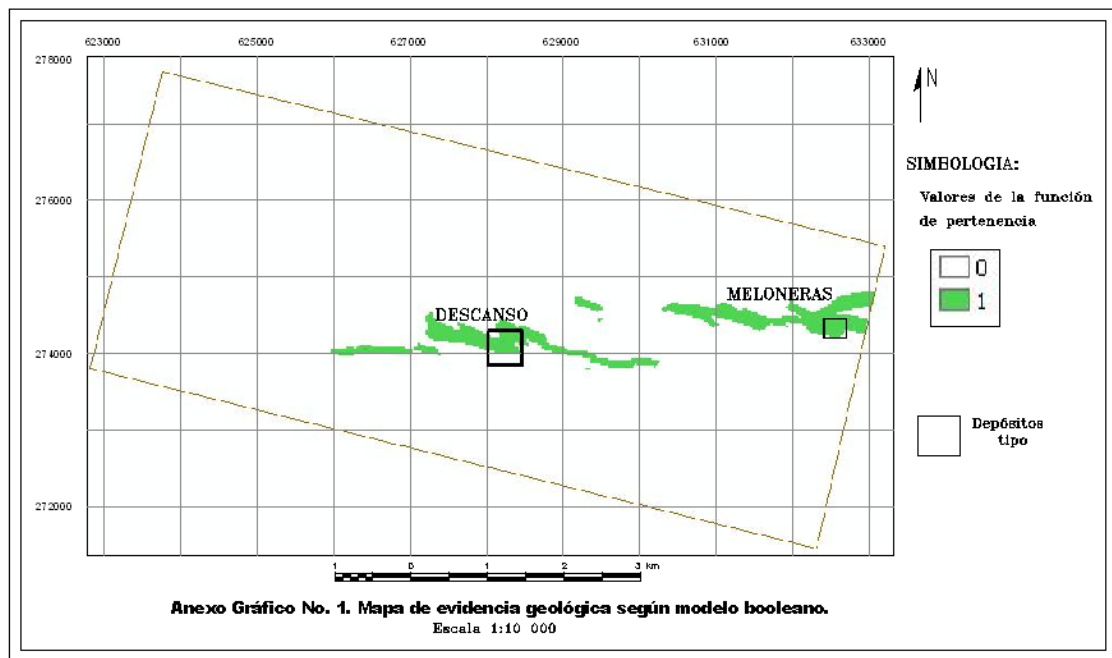 623000 625000 627000 629000 631000 633000
278000
276000
274000
272000
N
SIMBOLOGIA:
Valores de la función
de pertenencia
0
1
MELONERAS
DESCANSO
Depósitos
tipo
1 0 1 2 3 km
Anexo Gráfico No. 1. Mapa de evidencia geológica según modelo booleano.
Escala 1:10 000